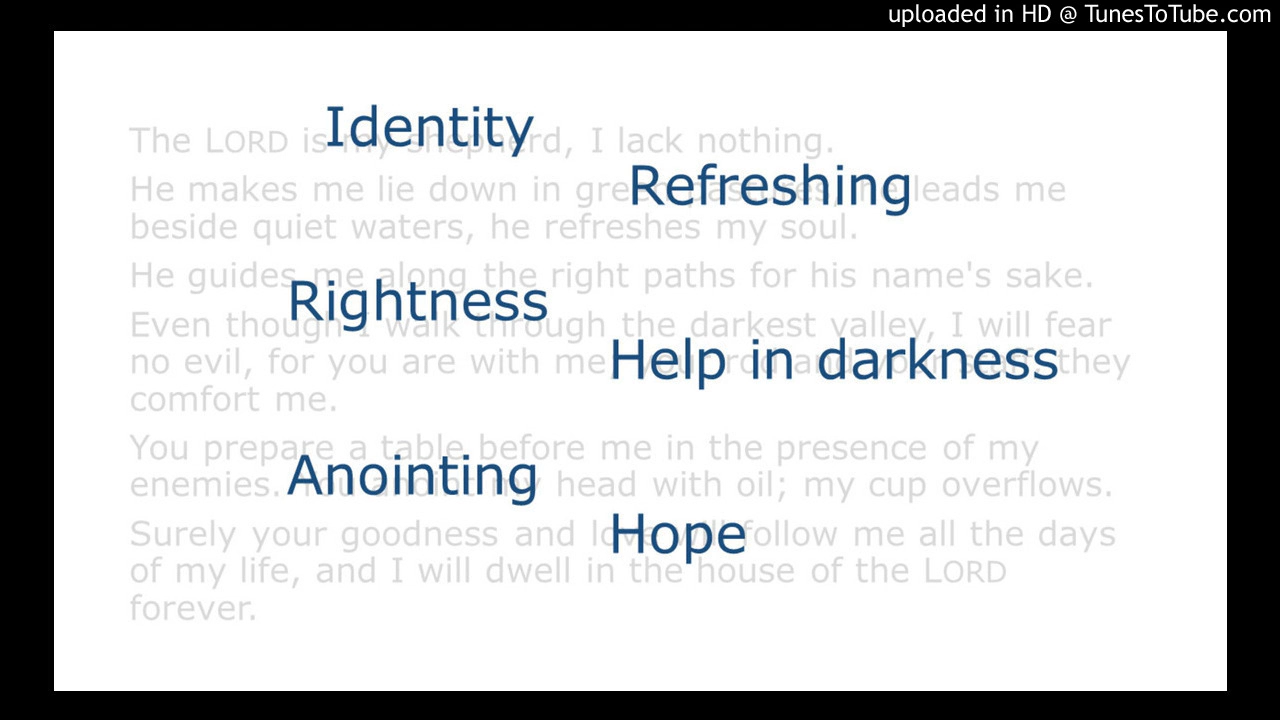 uploaded in HD @ TunesToTube.com
Identity
The LORD is my shepherd, I lack nothing.
Refreshing
He makes me lie down in green pastures, he leads me
beside quiet waters, he refreshes my soul.
He guides me along the right paths for his name's sake.
Rightness
Even though I walk through the darkest valley, I will fear
no evil, for you are with me; your rod and your staff, they
Help in darkness
comfort me.
You prepare a table before me in the presence of my
Anointing
enemies. You anoint my head with oil; my cup overflows.
Surely your goodness and love will follow me all the days
Hope
of my life, and I will dwell in the house of the LORD
forever.